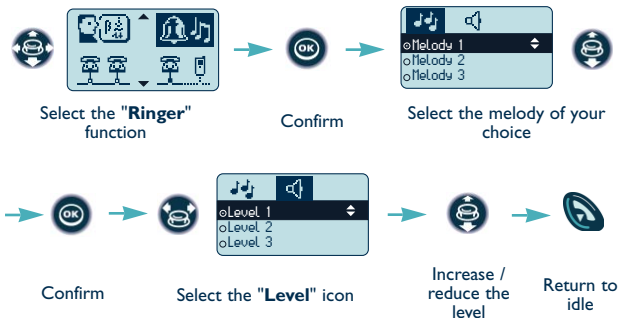 OK
Melody 1
Melody 2
Melody 3
Select the "Ringer"
function
Confirm
Select the melody of your
choice
OK
Level 1
Level 2
Level 3
Confirm
Select the "Level" icon
Increase /
reduce the
level
Return to
idle